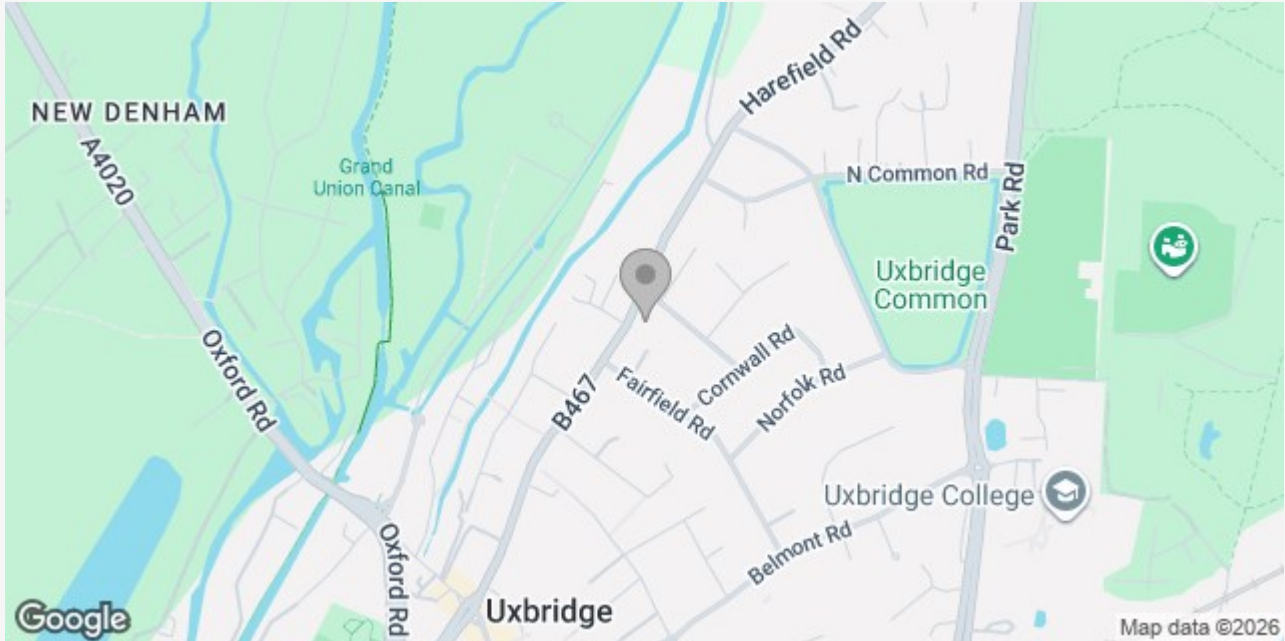 Harefield Rd
NEW DENHAM
A4020
Grand
Union Canal
N Common Rd
Park Rd
Uxbridge
Common
Oxford Rd
B467
Fairfield Rd
Cornwall Rd
Norfolk Rd
Uxbridge College
Oxford Rd
Belmont Rd
Uxbridge
Google
Map data ©2026